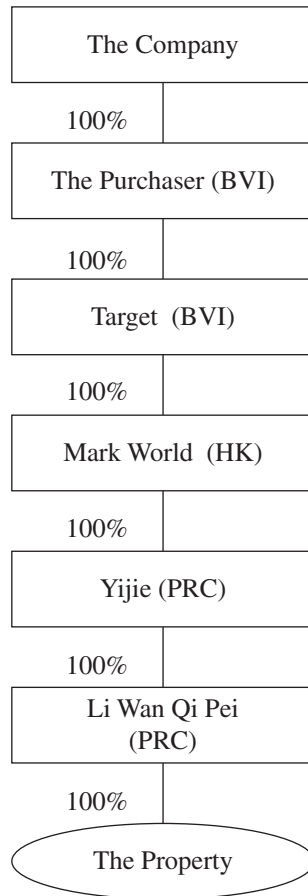 The Company
100%
The Purchaser (BVI)
100%
Target (BVI)
100%
Mark World (HK)
100%
Yijie (PRC)
100%
Li Wan Qi Pei
(PRC)
100%
The Property